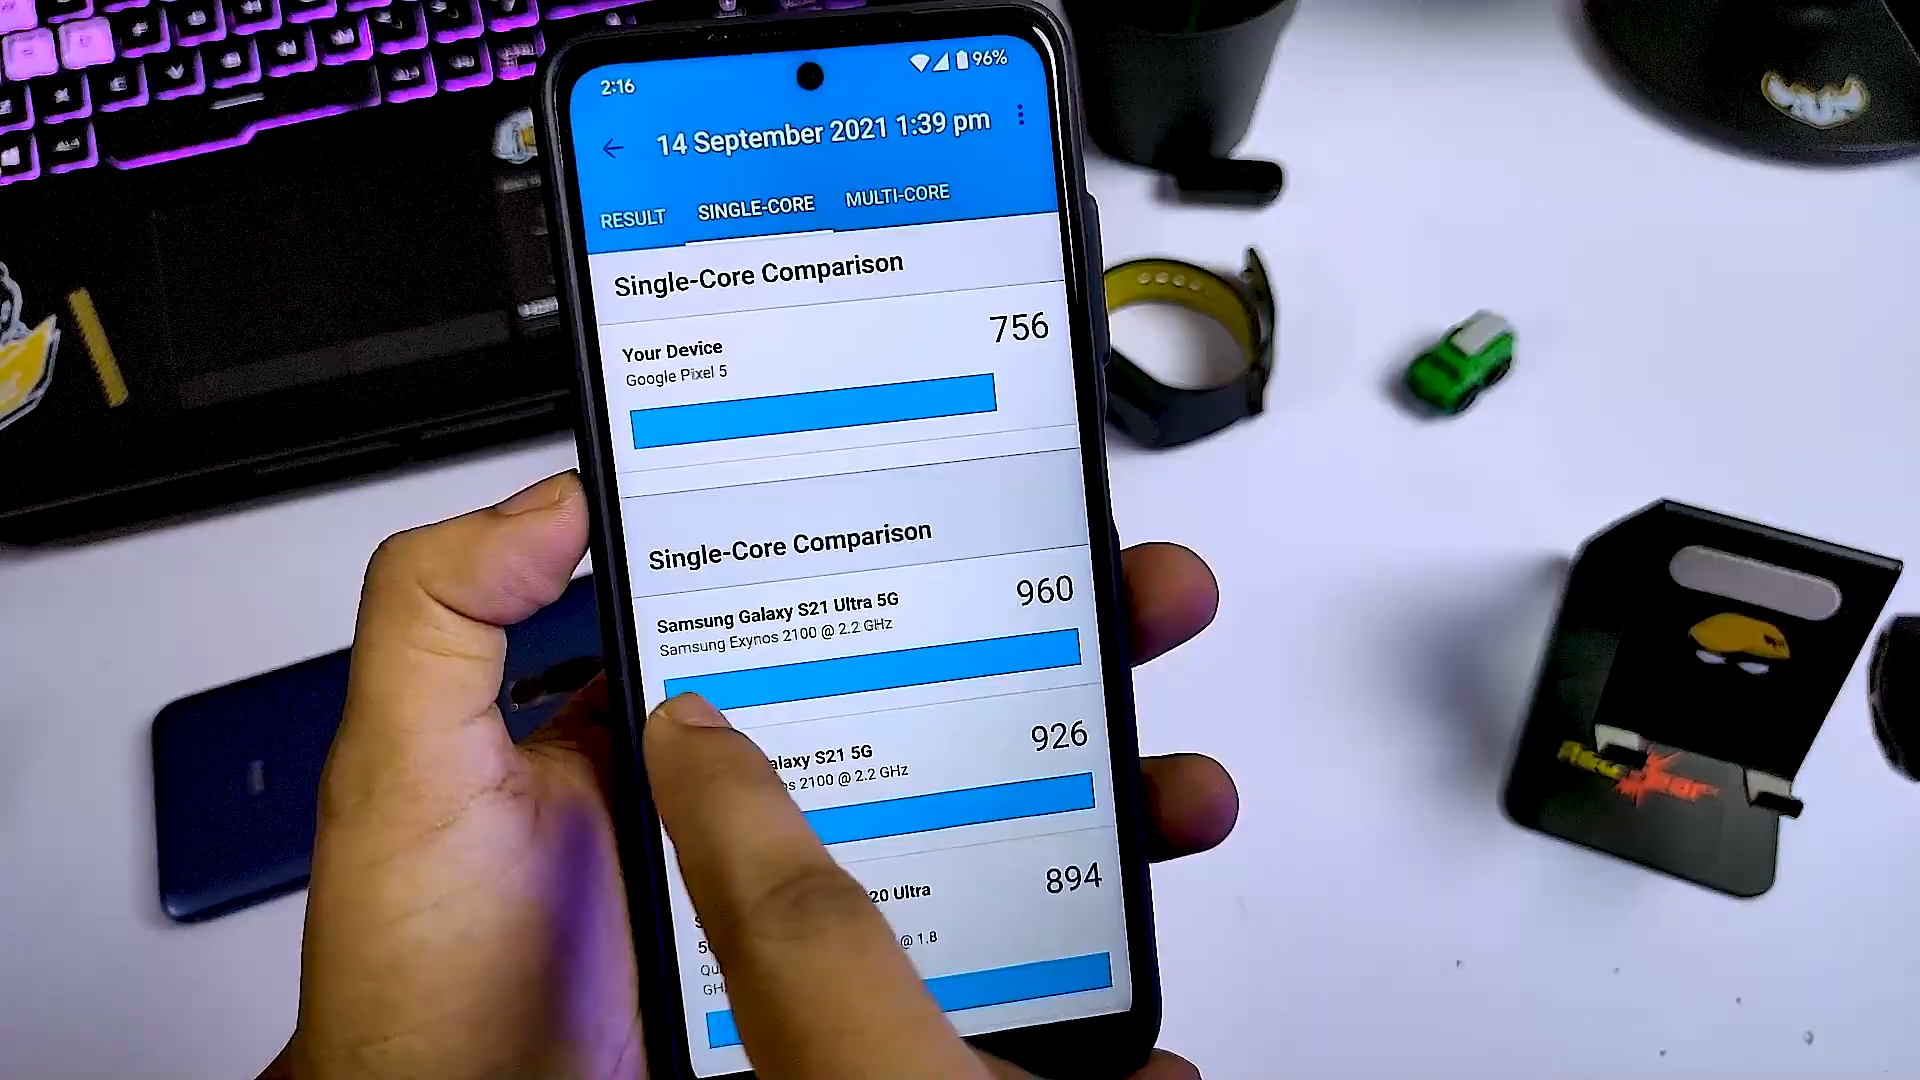 2:16
96%
14 September 2021 1:39 pm
RESULT SINGLE-CORE MULTI-CORE
Single-Core Comparison
Your Device
756
Google Pixel 5
Single-Core Comparison
Samsung Galaxy S21 Ultra 5G
960
Samsung Exynos 2100 @ 2.2 GHz
S21 5G
926
2100 @ 2.2 GHz
20 Ultra
894
@ 1.8